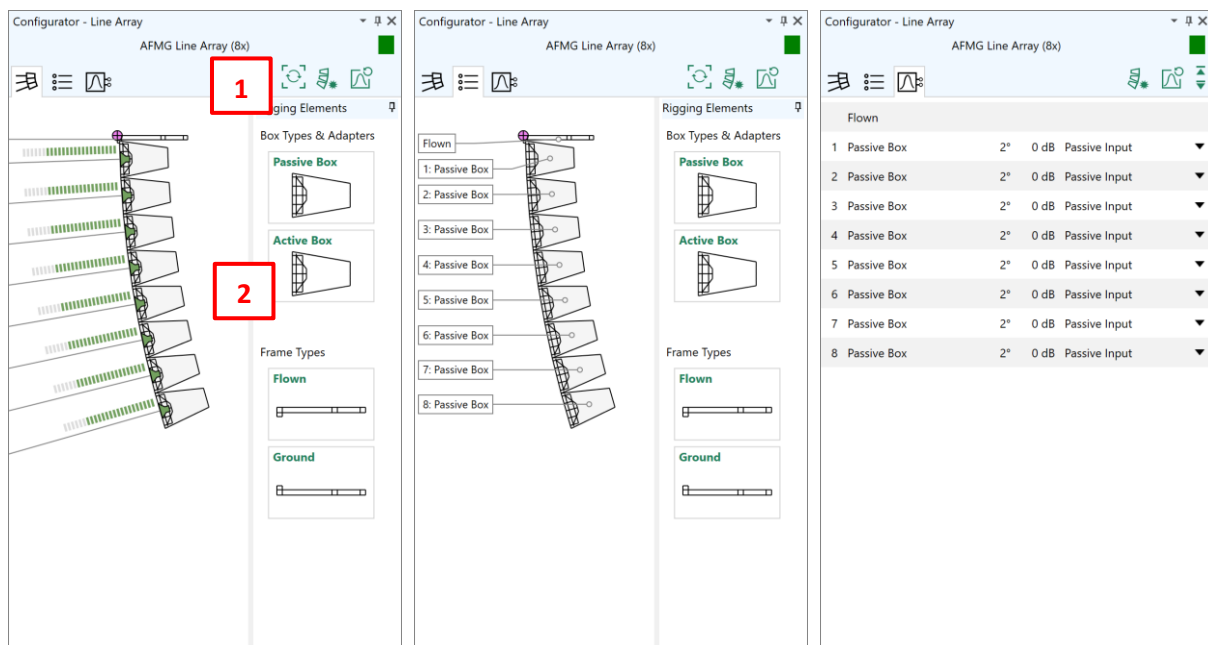 Configurator - Line Array
AFMG Line Array (8x)
1
ging Elements
Box Types & Adapters
Passive Box
Active Box
2
Frame Types
Flown
Ground
Configurator - Line Array
AFMG Line Array (8x)
Rigging Elements
Flown
1: Passive Box
2: Passive Box
3: Passive Box
4: Passive Box
5: Passive Box
6: Passive Box
7: Passive Box
8: Passive Box
Box Types & Adapters
Passive Box
Active Box
Frame Types
Flown
Ground
Configurator - Line Array
AFMG Line Array (8x)
Flown
1 Passive Box 2° 0 dB Passive Input
2 Passive Box 2° 0 dB Passive Input
3 Passive Box 2° 0 dB Passive Input
4 Passive Box 2° 0 dB Passive Input
5 Passive Box 2° 0 dB Passive Input
6 Passive Box 2° 0 dB Passive Input
7 Passive Box 2° 0 dB Passive Input
8 Passive Box 2° 0 dB Passive Input